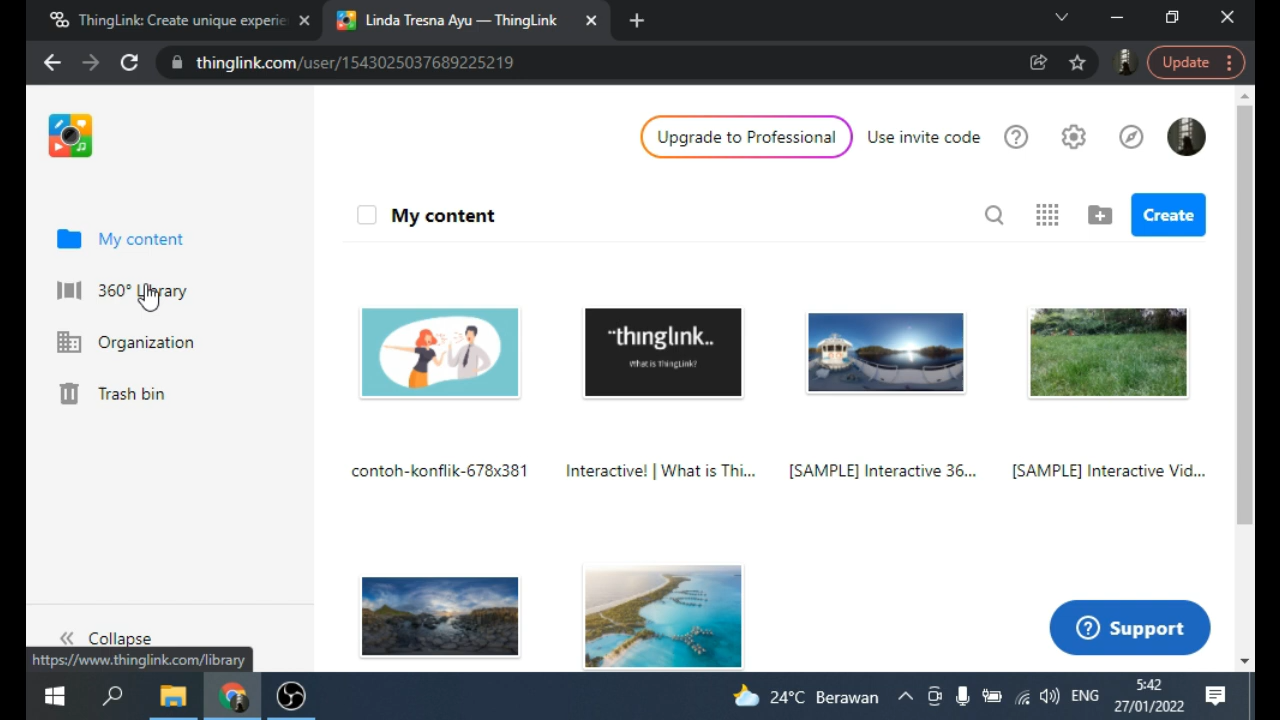 ThingLink: Create unique experie
Linda Tresna Ayu — ThingLink
thinglink.com/user/1543025037689225219
Update
Upgrade to Professional
Use invite code
My content
Create
My content
360° Library
Organization
Trash bin
¨thinglink..
What is ThingLink?
contoh-konflik-678x381
Interactive! | What is Thi...
[SAMPLE] Interactive 36...
[SAMPLE] Interactive Vid...
Collapse
Support
https://www.thinglink.com/library
24°C Berawan
ENG
5:42
27/01/2022